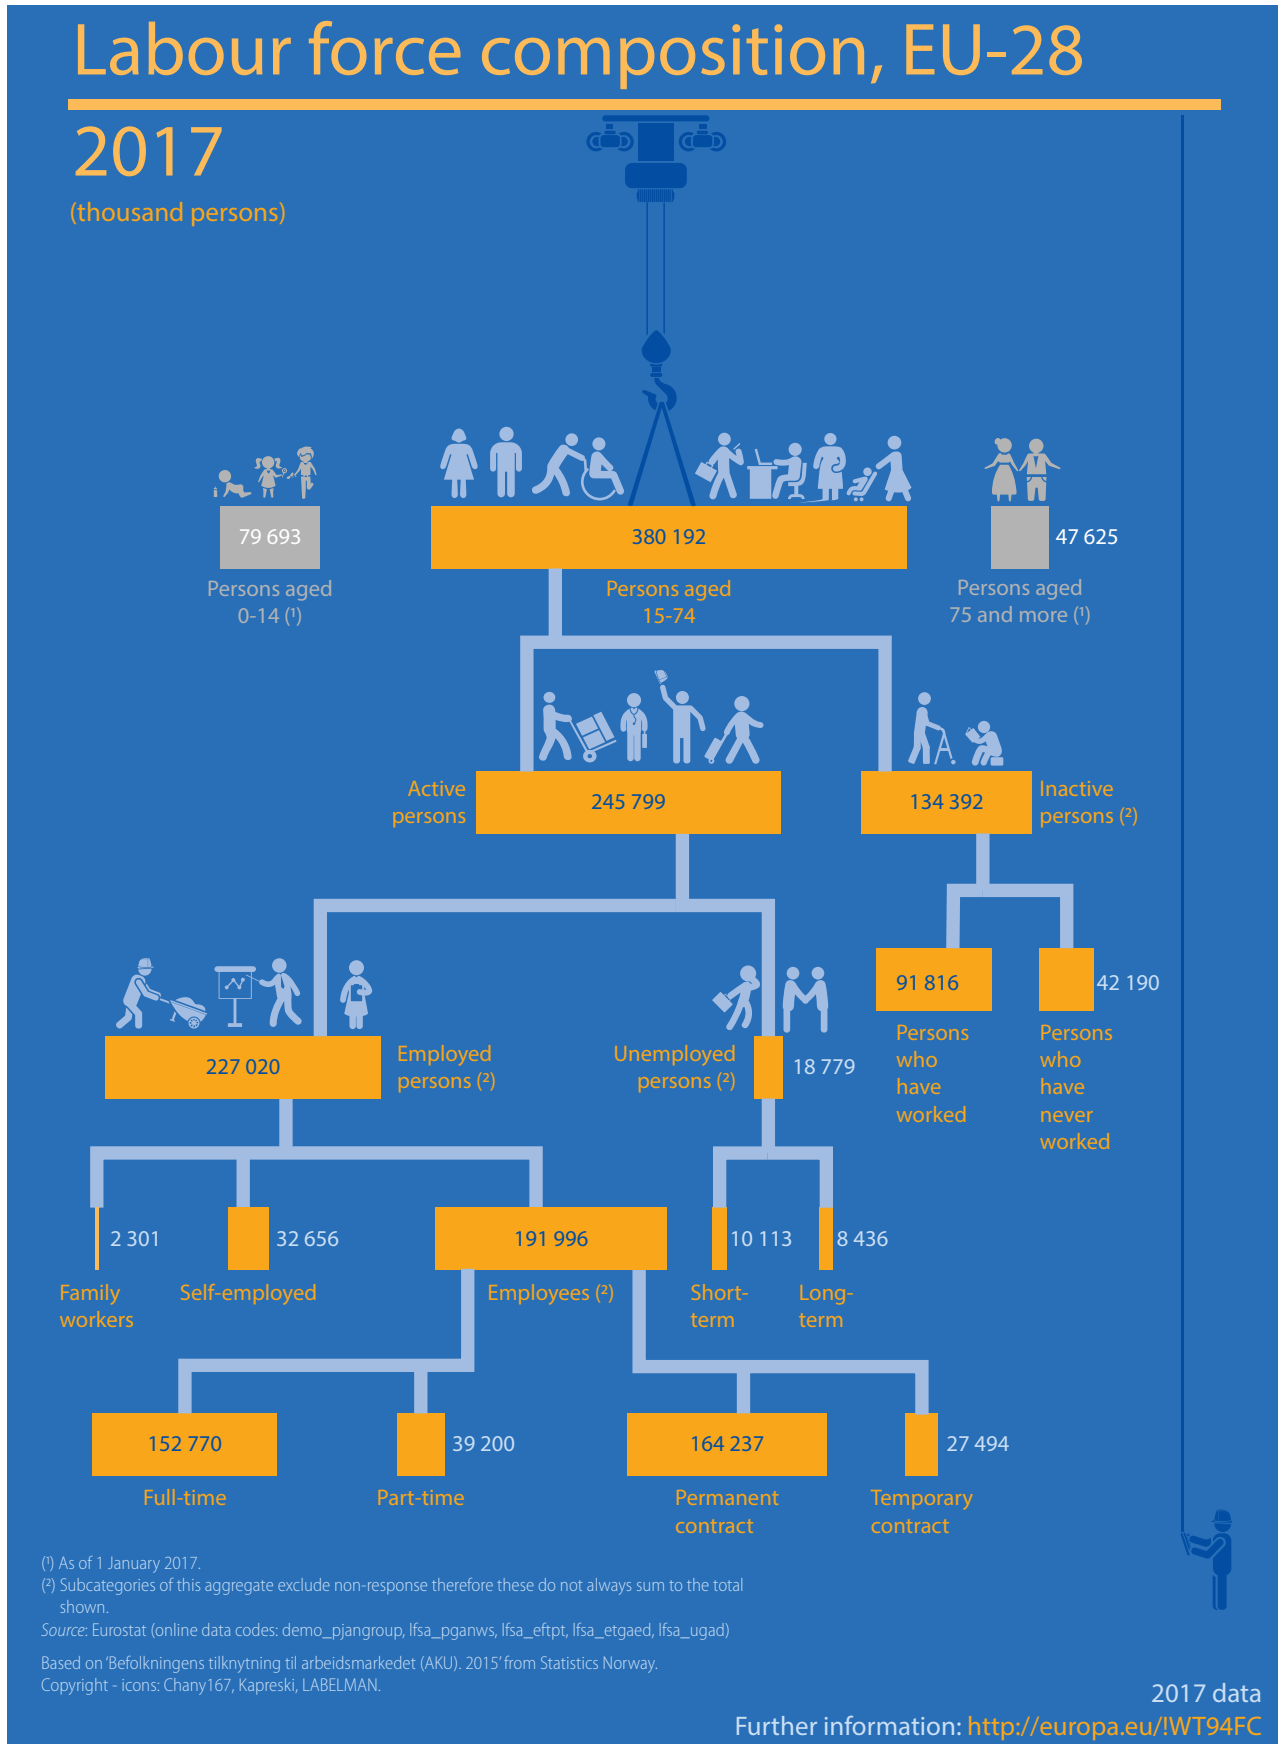 Labour force composition, EU-28
2017
(thousand persons)
79 693
380 192
47 625
Persons aged
0-14 (¹)
Persons aged
15-74
Persons aged
75 and more (¹)
Active
persons
245 799
134 392
Inactive
persons (²)
91 816
42 190
Persons
who
have
worked
Persons
who
have
never
worked
227 020
Employed
persons (²)
Unemployed
persons (²)
18 779
2 301
32 656
191 996
10 113
8 436
Family
workers
Self-employed
Employees (²)
Short-
term
Long-
term
152 770
39 200
164 237
27 494
Full-time
Part-time
Permanent
contract
Temporary
contract
(¹) As of 1 January 2017.
(²) Subcategories of this aggregate exclude non-response therefore these do not always sum to the total
shown.
Source: Eurostat (online data codes: demo_pjangroup, lfsa_pganws, lfsa_eftpt, lfsa_etgaed, lfsa_ugad)
Based on ‘Befolkningens tilknytning til arbeidsmarkedet (AKU). 2015’ from Statistics Norway.
Copyright - icons: Chany167, Kapreski, LABELMAN.
2017 data
Further information: http://europa.eu/!WT94FC